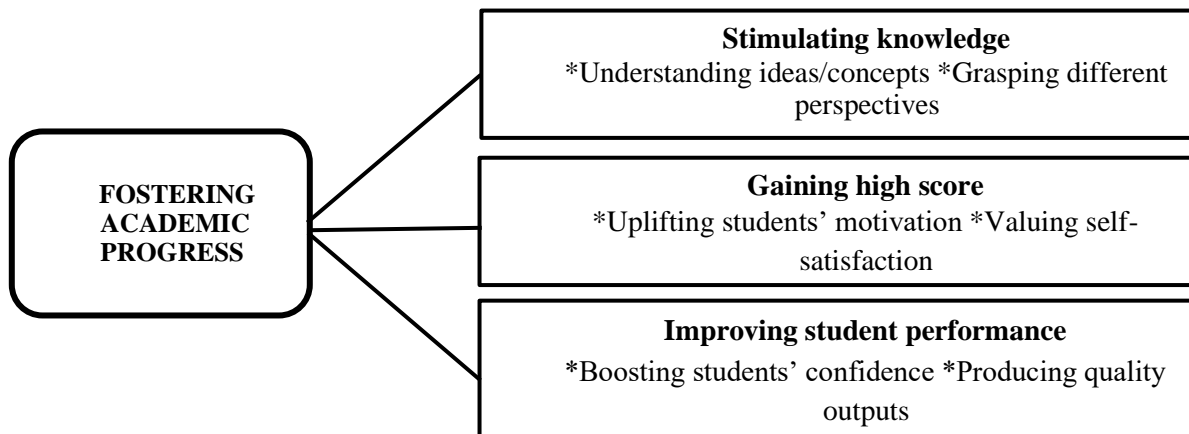 FOSTERING
ACADEMIC
PROGRESS
Stimulating knowledge
*Understanding ideas/concepts *Grasping different
perspectives
Gaining high score
*Uplifting students’ motivation *Valuing self-
satisfaction
Improving student performance
*Boosting students’ confidence *Producing quality
outputs